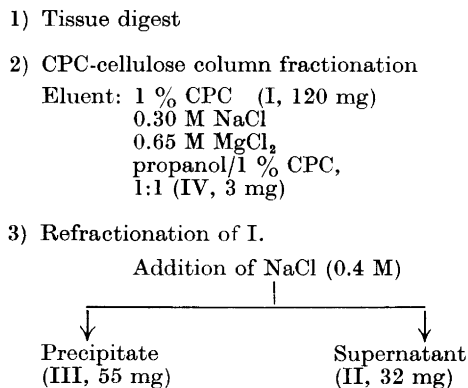 1) Tissue digest
2) CPC-cellulose column fractionation
Eluent: 1 % CPC (I, 120 mg)
0.30 M NaCl
0.65 M MgCl₂
propanol/1 % CPC,
1:1 (IV, 3 mg)
3) Refractionation of I.
Addition of NaCl (0.4 M)
Precipitate Supernatant
(III, 55 mg) (II, 32 mg)